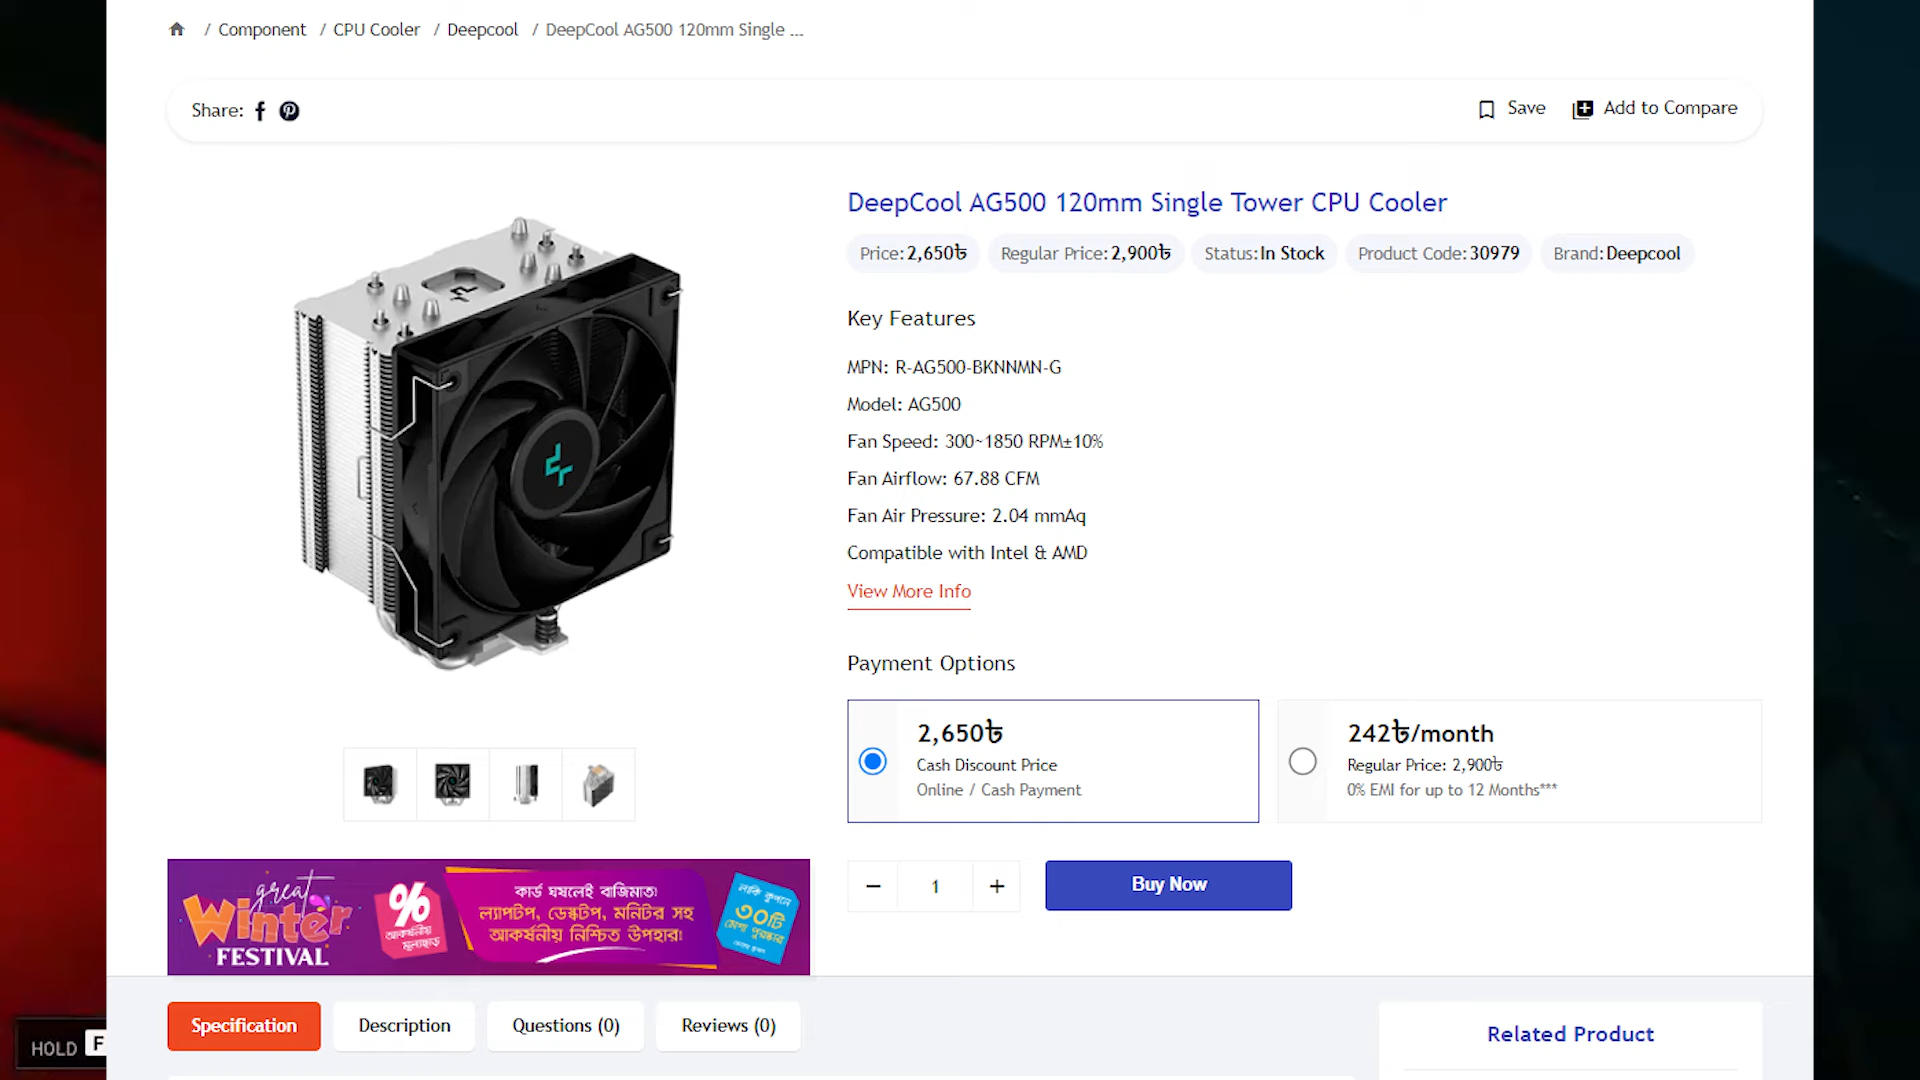 / Component / CPU Cooler / Deepcool / DeepCool AG500 120mm Single ...
Share:
Save
Add to Compare
DeepCool AG500 120mm Single Tower CPU Cooler
Price: 2,650৳
Regular Price: 2,900৳
Status: In Stock
Product Code: 30979
Brand: Deepcool
Key Features
MPN: R-AG500-BKNNMN-G
Model: AG500
Fan Speed: 300~1850 RPM±10%
Fan Airflow: 67.88 CFM
Fan Air Pressure: 2.04 mmAq
Compatible with Intel & AMD
View More Info
Payment Options
2,650৳
Cash Discount Price
Online / Cash Payment
242৳/month
Regular Price: 2,900৳
0% EMI for up to 12 Months***
− 1 +
Buy Now
great
Winter
FESTIVAL
%
আকর্ষনীয়
মূল্যছাড়
কার্ড ঘষলেই বাজিমাত!
ল্যাপটপ, ডেস্কটপ, মনিটর সহ
আকর্ষনীয় নিশ্চিত উপহার!
লাকি কুপনে
৩০টি
মেগা পুরস্কার
Specification
Description
Questions (0)
Reviews (0)
Related Product
HOLD F